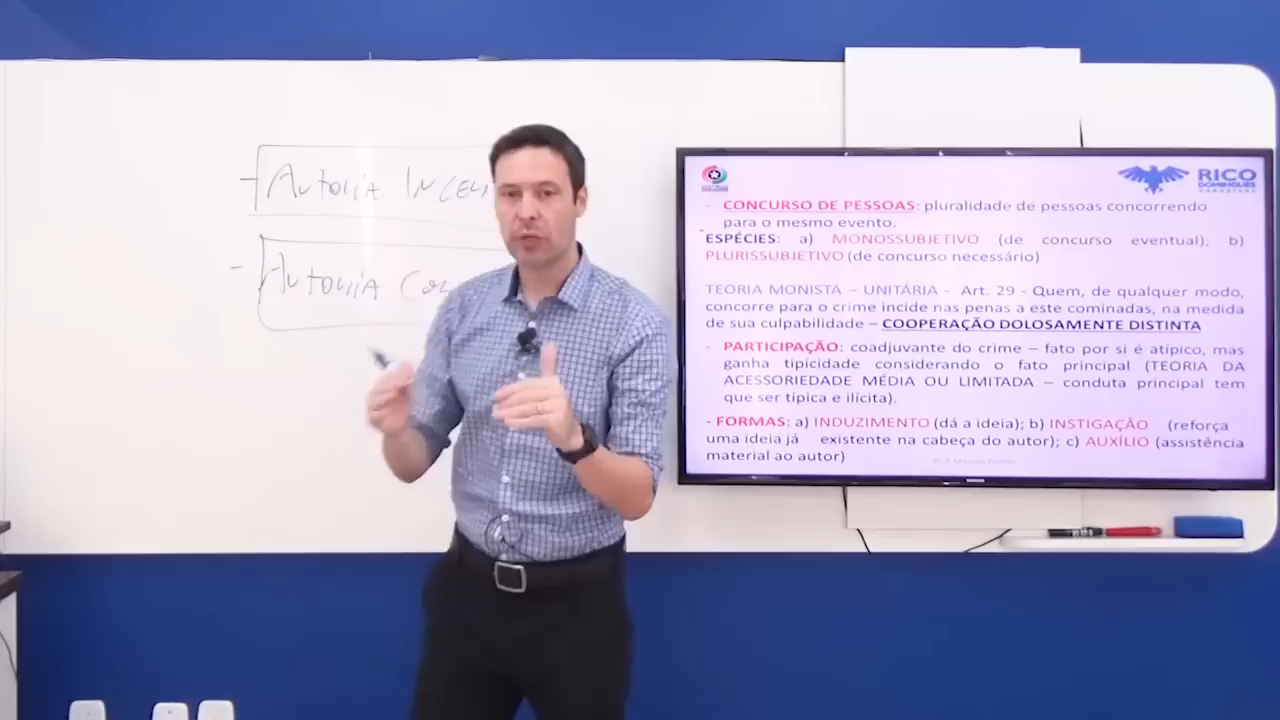 AUTORIA INCE
AUTORIA CO
RICO
DOMINGUES
- CONCURSO DE PESSOAS: pluralidade de pessoas concorrendo
para o mesmo evento.
ESPÉCIES: a) MONOSSUBJETIVO (de concurso eventual); b)
PLURISSUBJETIVO (de concurso necessário)
TEORIA MONISTA – UNITÁRIA - Art. 29 - Quem, de qualquer modo,
concorre para o crime incide nas penas a este cominadas, na medida
de sua culpabilidade – COOPERAÇÃO DOLOSAMENTE DISTINTA
- PARTICIPAÇÃO: coadjuvante do crime – fato por si é atípico, mas
ganha tipicidade considerando o fato principal (TEORIA DA
ACESSORIEDADE MÉDIA OU LIMITADA – conduta principal tem
que ser típica e ilícita).
- FORMAS: a) INDUZIMENTO (dá a ideia); b) INSTIGAÇÃO (reforça
uma ideia já existente na cabeça do autor); c) AUXÍLIO (assistência
material ao autor)